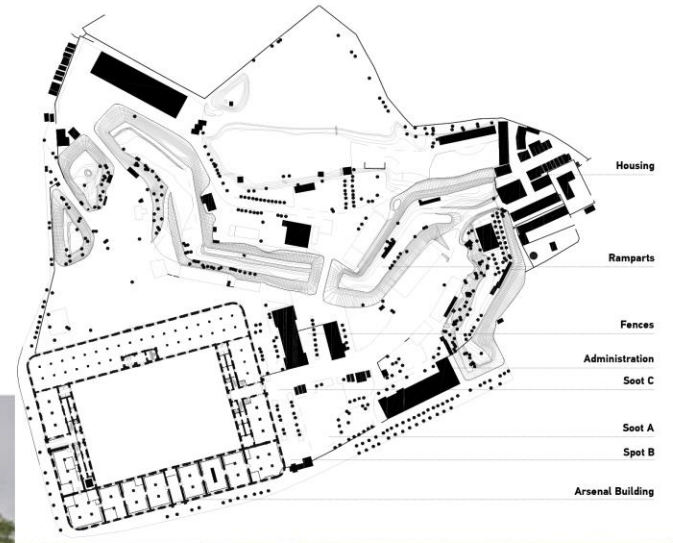 Housing
Ramparts
Fences
Administration
Soot C
Soot A
Spot B
Arsenal Building